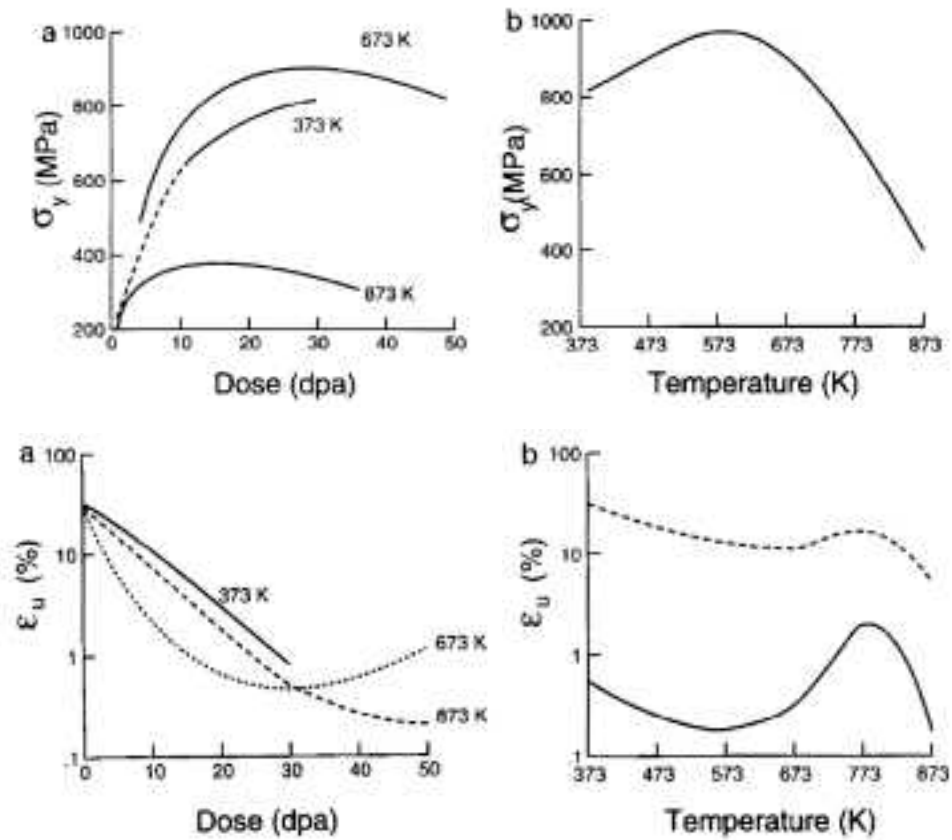 a
1000
800
600
400
200
σy (MPa)
673 K
373 K
873 K
0 10 20 30 40 50
Dose (dpa)
b
1000
800
600
400
200
σy(MPa)
373 473 573 673 773 873
Temperature (K)
a
100
10
1
.1
εu (%)
373 K
673 K
873 K
0 10 20 30 40 50
Dose (dpa)
b
100
10
1
.1
εu (%)
373 473 573 673 773 873
Temperature (K)